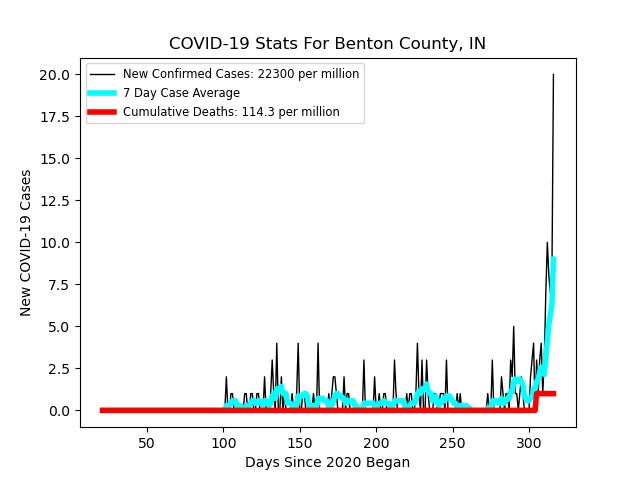 COVID-19 Stats For Benton County, IN
New Confirmed Cases: 22300 per million
7 Day Case Average
Cumulative Deaths: 114.3 per million
New COVID-19 Cases
20.0
17.5
15.0
12.5
10.0
7.5
5.0
2.5
0.0
50 100 150 200 250 300
Days Since 2020 Began